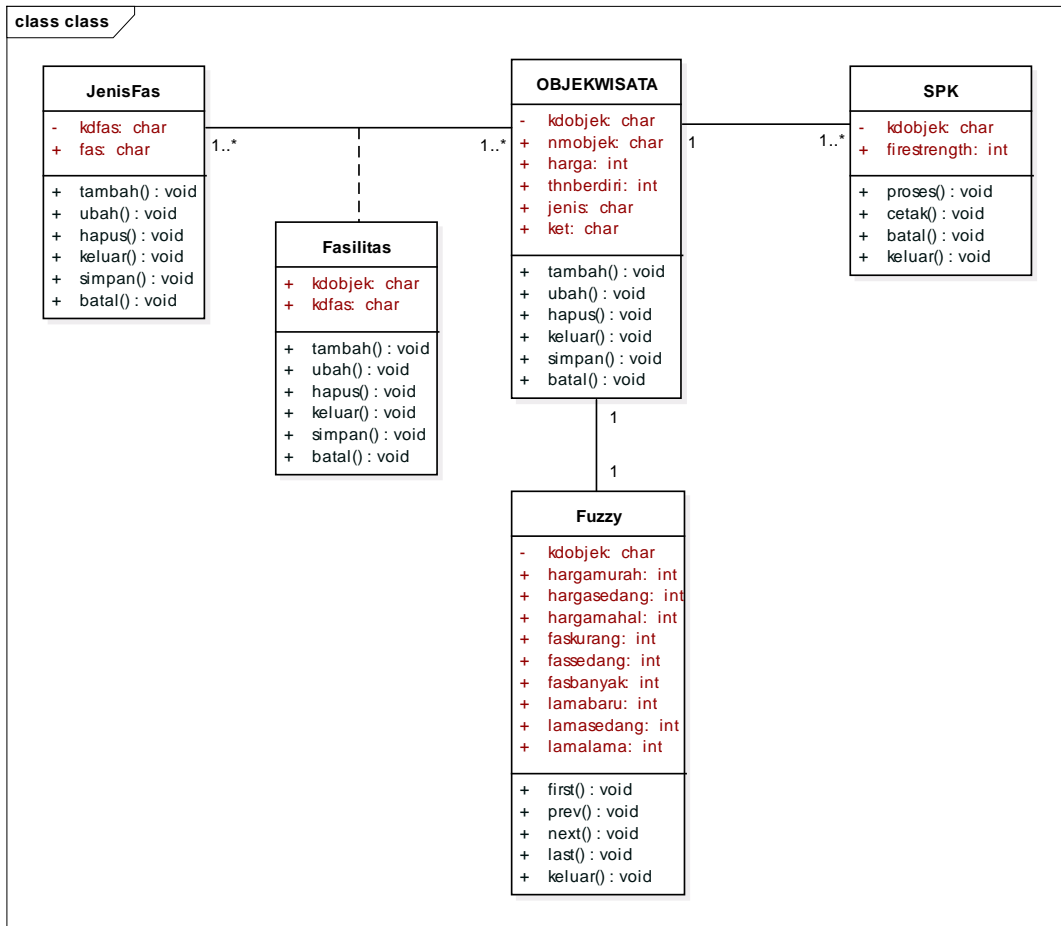 class class
JenisFas
- kdfas: char
+ fas: char
+ tambah() : void
+ ubah() : void
+ hapus() : void
+ keluar() : void
+ simpan() : void
+ batal() : void
1..*
1..*
Fasilitas
+ kdobjek: char
+ kdfas: char
+ tambah() : void
+ ubah() : void
+ hapus() : void
+ keluar() : void
+ simpan() : void
+ batal() : void
OBJEKWISATA
- kdobjek: char
+ nmobjek: char
+ harga: int
+ thnberdiri: int
+ jenis: char
+ ket: char
+ tambah() : void
+ ubah() : void
+ hapus() : void
+ keluar() : void
+ simpan() : void
+ batal() : void
1
1..*
SPK
- kdobjek: char
+ firestrength: int
+ proses() : void
+ cetak() : void
+ batal() : void
+ keluar() : void
1
1
Fuzzy
- kdobjek: char
+ hargamurah: int
+ hargasedang: int
+ hargamahal: int
+ faskurang: int
+ fassedang: int
+ fasbanyak: int
+ lamabaru: int
+ lamasedang: int
+ lamalama: int
+ first() : void
+ prev() : void
+ next() : void
+ last() : void
+ keluar() : void